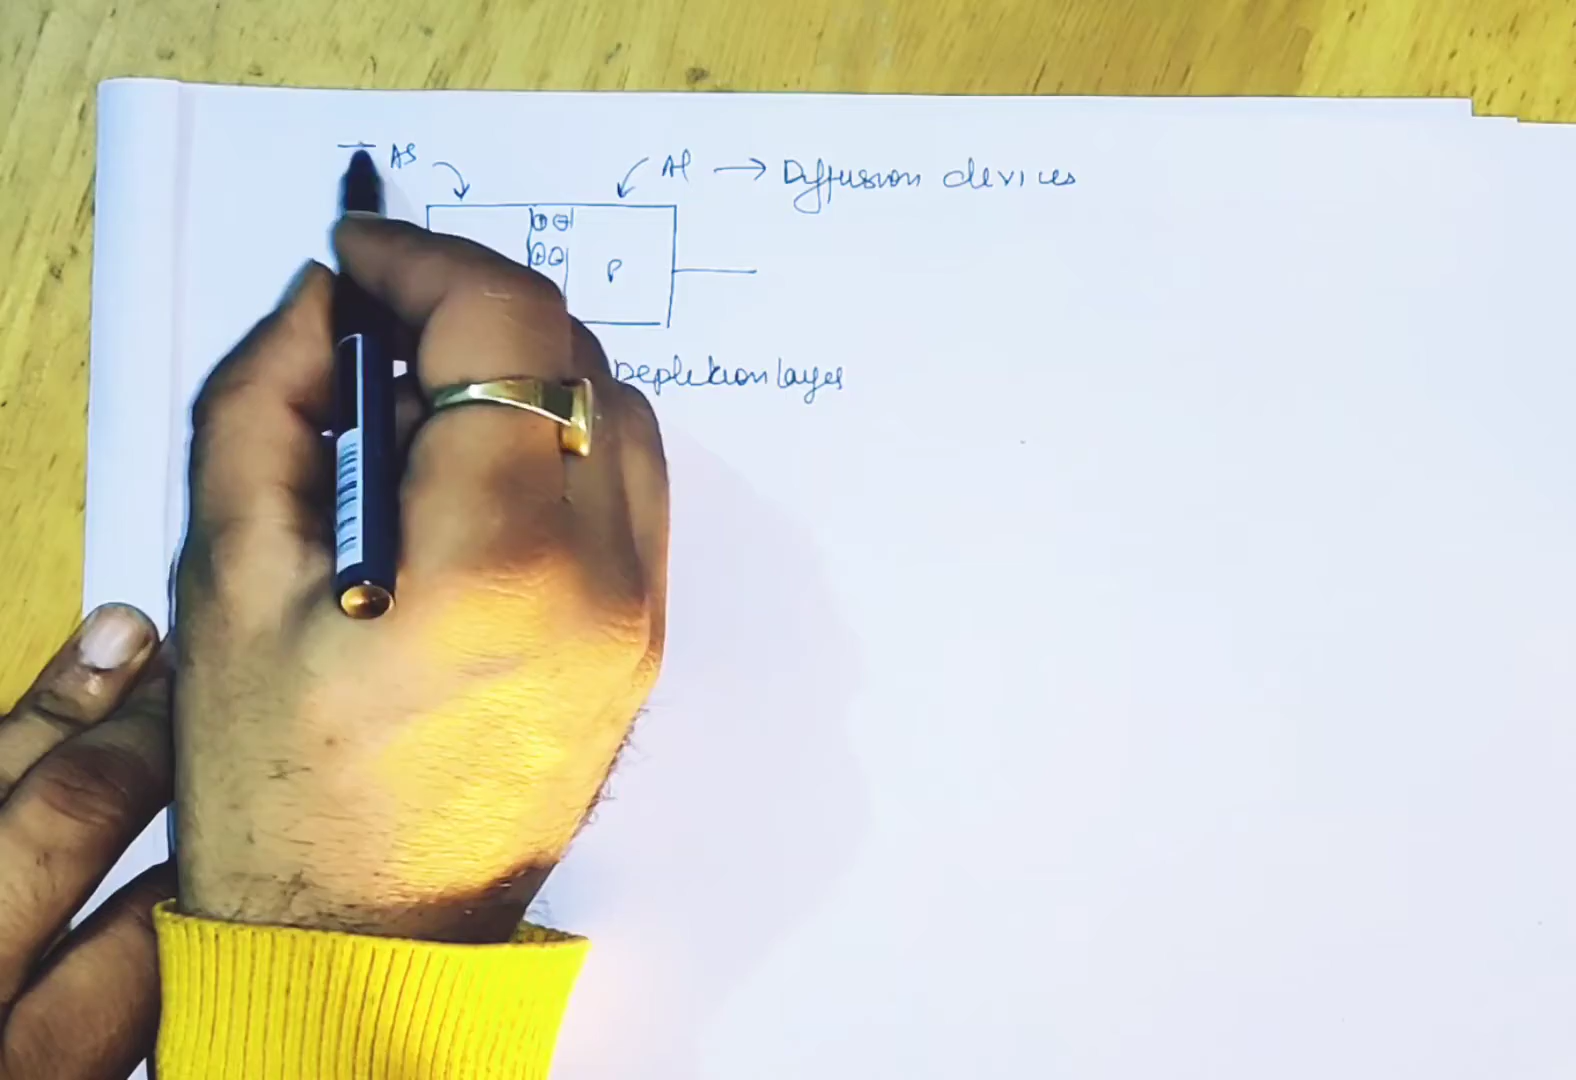 As Al → Diffusion devices
P
Depletion layer